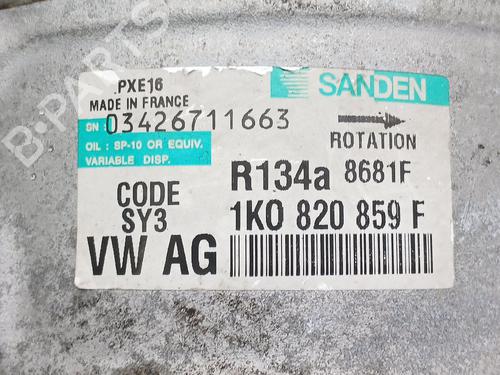 PXE16
MADE IN FRANCE
SN: 03426711663
OIL : SP-10 OR EQUIV.
VARIABLE DISP.
SANDEN
ROTATION
R134a 8681F
CODE
SY3
1K0 820 859 F
VW AG
B-PARTS